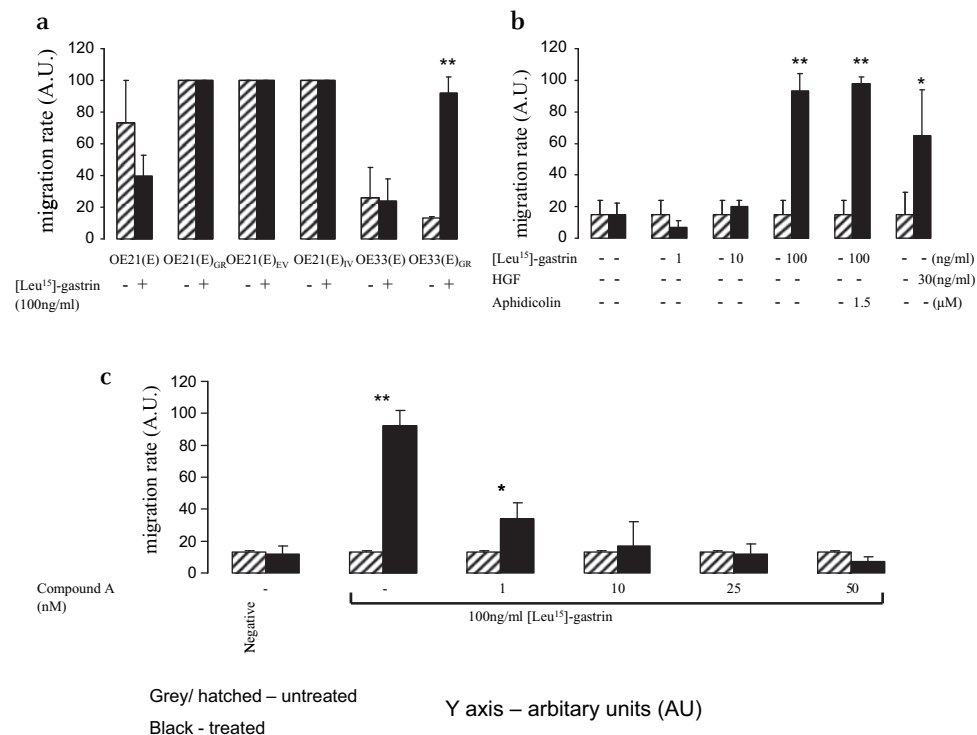 a
120
100
80
60
40
20
0
migration rate (A.U.)
**
OE21(E) OE21(E)GR OE21(E)EV OE21(E)IV OE33(E) OE33(E)GR
[Leu15]-gastrin - + - + - + - + - + - +
(100ng/ml)
b
120
100
80
60
40
20
0
migration rate (A.U.)
** ** *
[Leu15]-gastrin - - - 1 - 10 - 100 - 100 - - (ng/ml)
HGF - - - - - - - - - - - 30(ng/ml)
Aphidicolin - - - - - - - - - 1.5 - - (μM)
c
120
100
80
60
40
20
0
migration rate (A.U.)
**
*
Compound A - - 1 10 25 50
(nM)
Negative
100ng/ml [Leu15]-gastrin
Grey/ hatched – untreated
Black - treated
Y axis – arbitary units (AU)